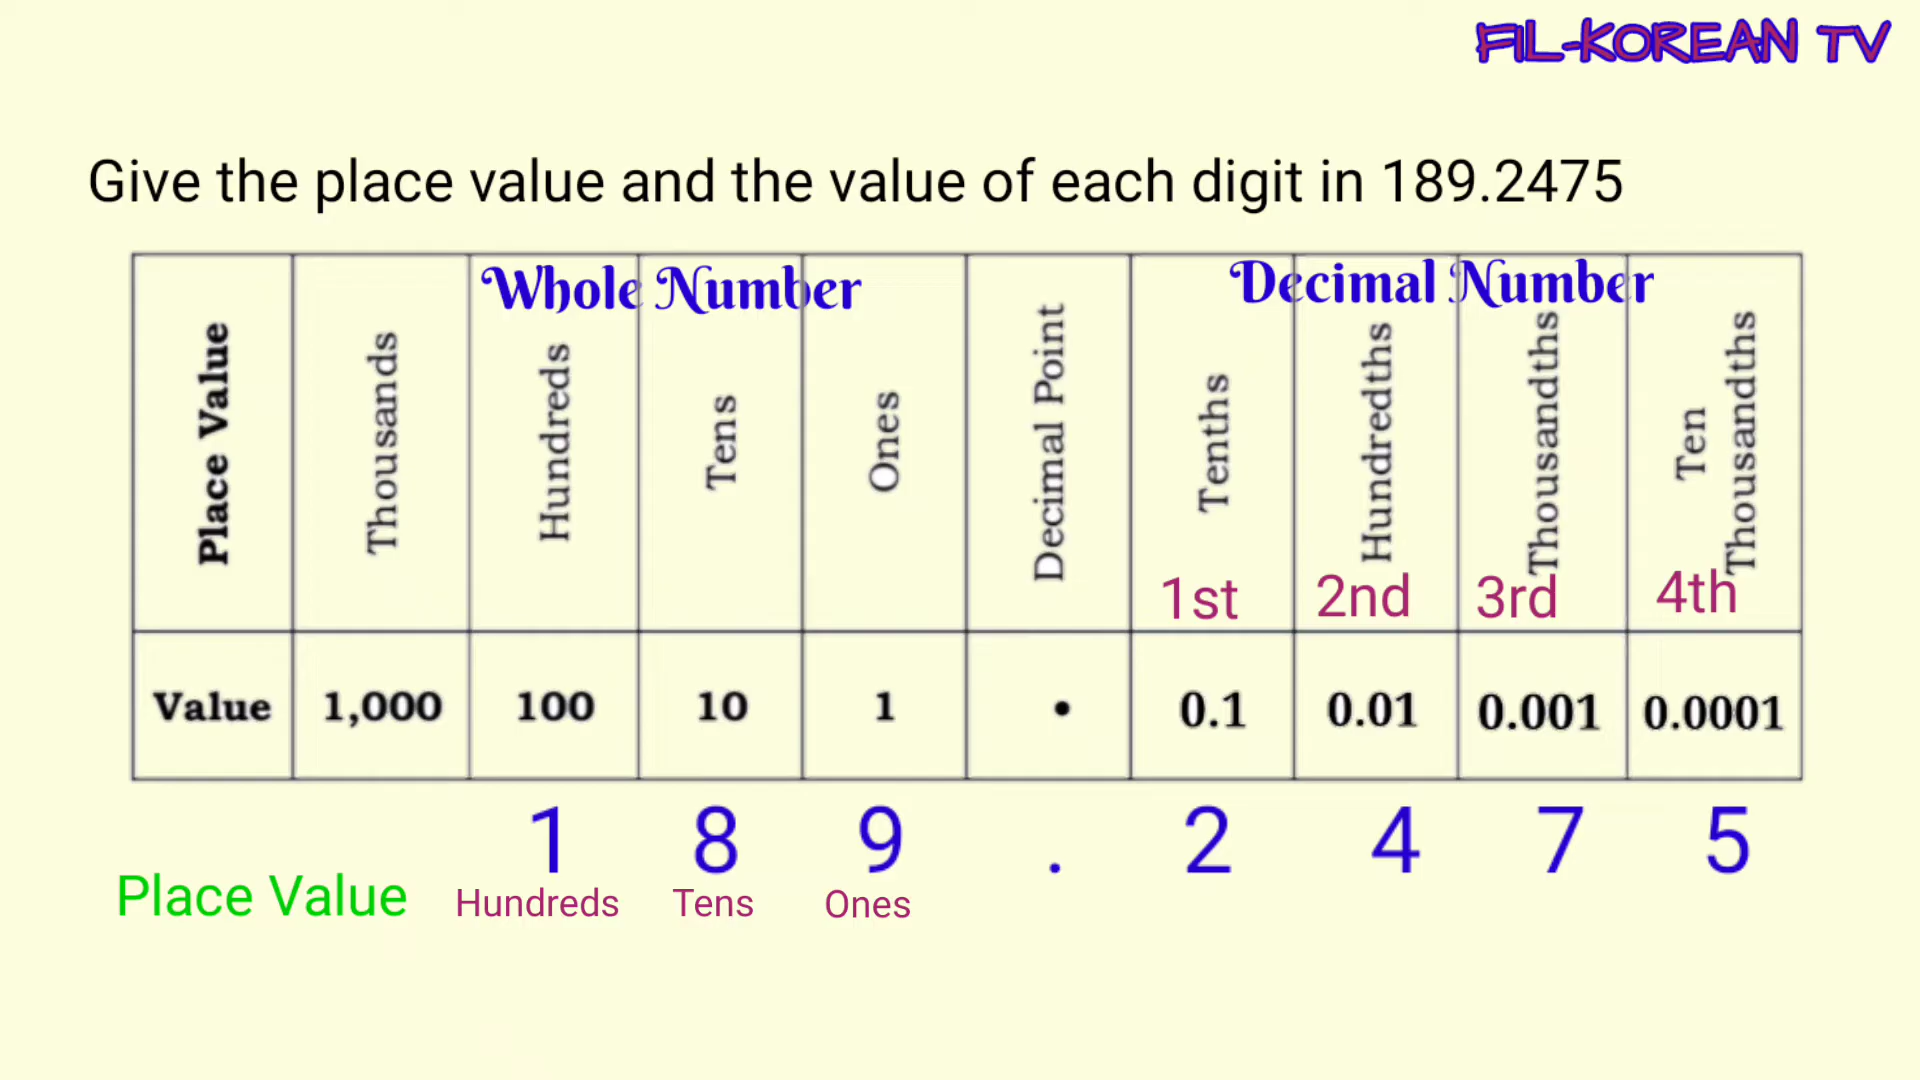 FIL-KOREAN TV
Give the place value and the value of each digit in 189.2475
Whole Number
Decimal Number
Place Value
Thousands
Hundreds
Tens
Ones
Decimal Point
Tenths
Hundredths
Thousandths
Ten
Thousandths
1st 2nd 3rd 4th
Value 1,000 100 10 1 • 0.1 0.01 0.001 0.0001
1 8 9 . 2 4 7 5
Place Value Hundreds Tens Ones